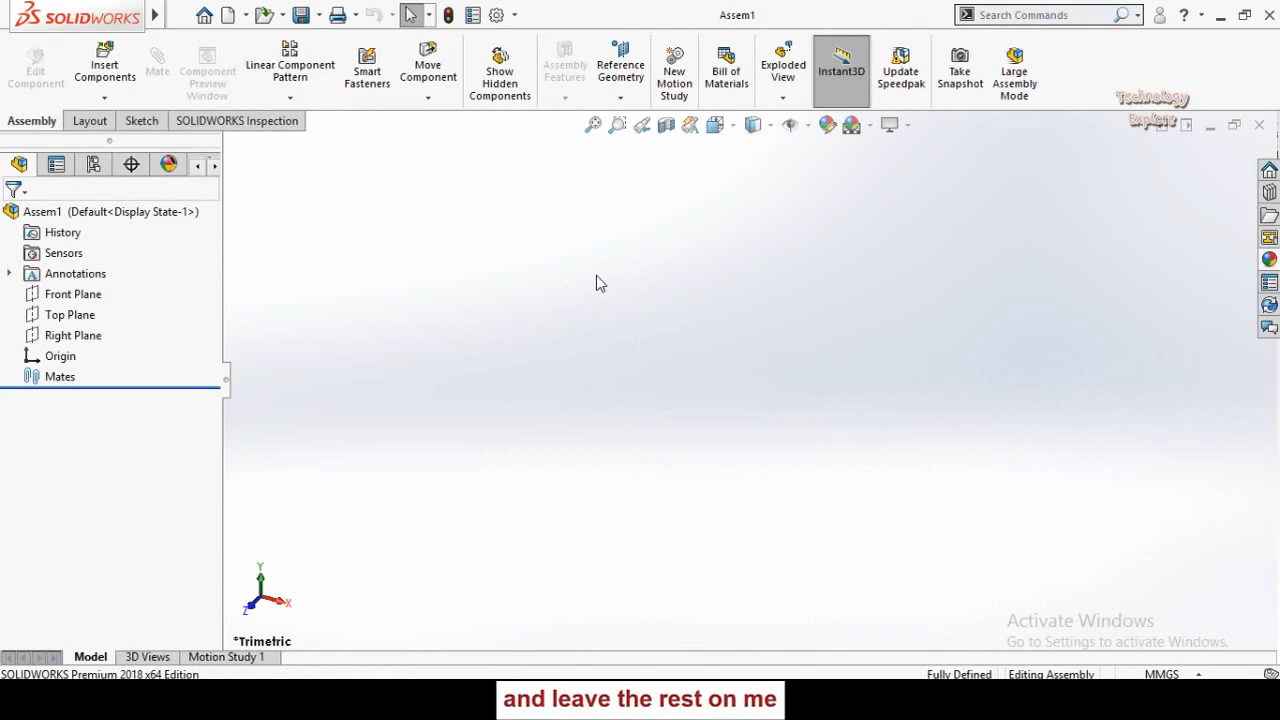 SOLIDWORKS
Assem1
Search Commands
Edit Component
Insert Components
Mate
Component Preview Window
Linear Component Pattern
Smart Fasteners
Move Component
Show Hidden Components
Assembly Features
Reference Geometry
New Motion Study
Bill of Materials
Exploded View
Instant3D
Update Speedpak
Take Snapshot
Large Assembly Mode
Technology
Explore
Assembly
Layout
Sketch
SOLIDWORKS Inspection
Assem1 (Default<Display State-1>)
History
Sensors
Annotations
Front Plane
Top Plane
Right Plane
Origin
Mates
Y
X
Z
*Trimetric
Activate Windows
Go to Settings to activate Windows.
Model
3D Views
Motion Study 1
SOLIDWORKS Premium 2018 x64 Edition
Fully Defined
Editing Assembly
MMGS
and leave the rest on me